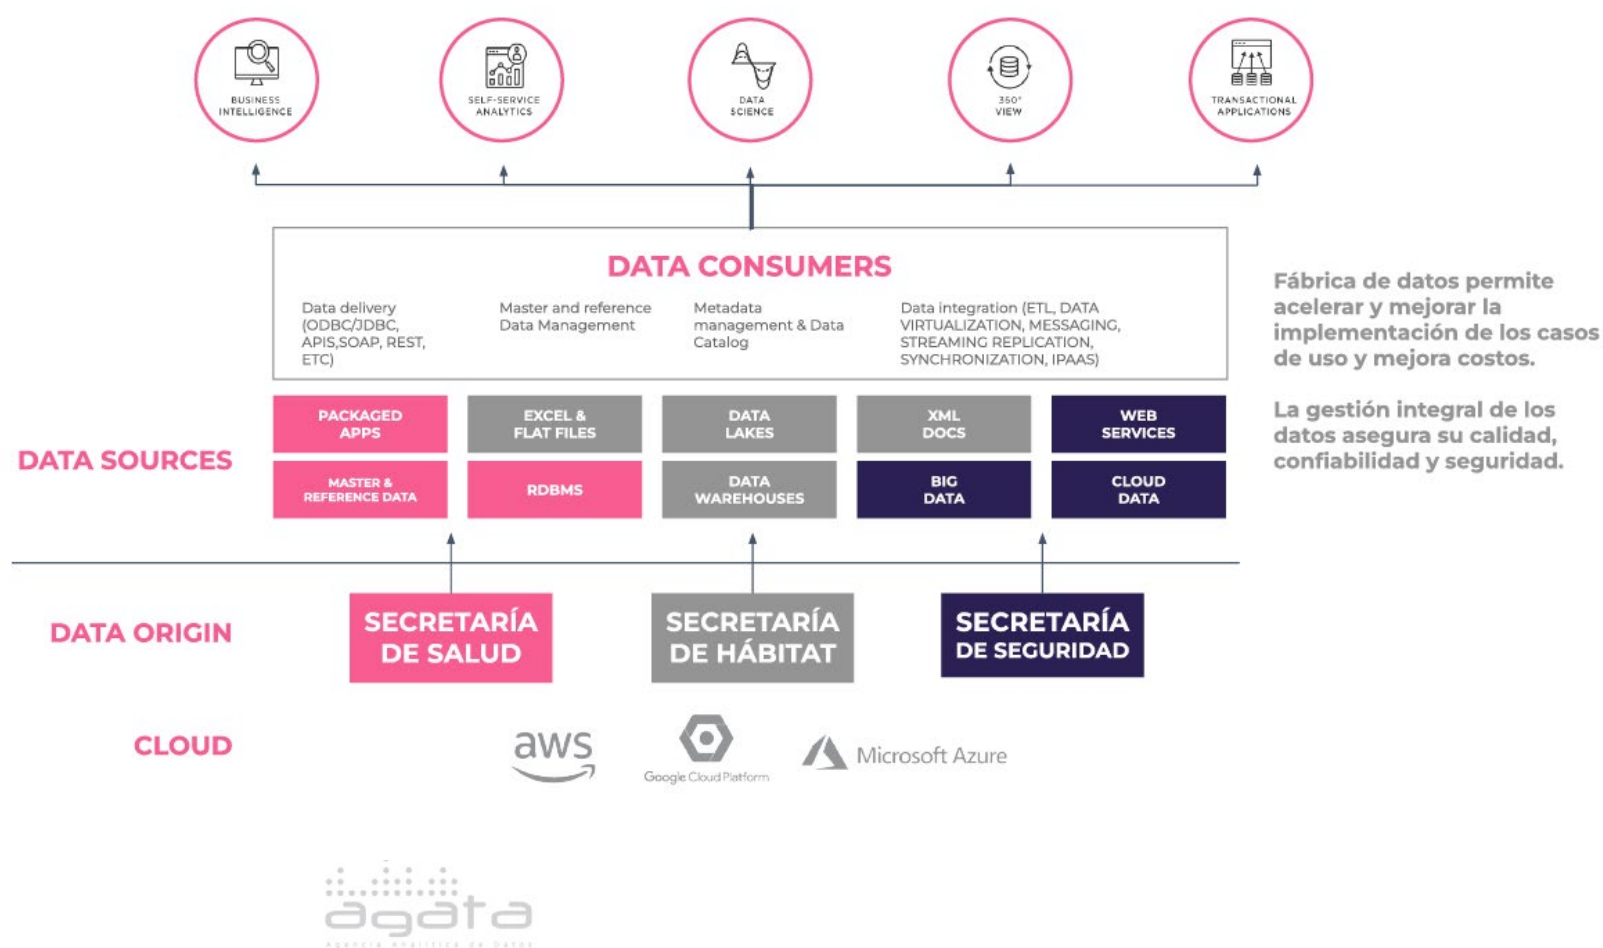 BUSINESS
INTELLIGENCE
SELF-SERVICE
ANALYTICS
DATA
SCIENCE
360°
VIEW
TRANSACTIONAL
APPLICATIONS
DATA CONSUMERS
Data delivery
(ODBC/JDBC,
APIS,SOAP, REST,
ETC)
Master and reference
Data Management
Metadada
management & Data
Catalog
Data integration (ETL, DATA
VIRTUALIZATION, MESSAGING,
STREAMING REPLICATION,
SYNCHRONIZATION, IPAAS)
Fábrica de datos permite
acelerar y mejorar la
implementación de los casos
de uso y mejora costos.
La gestión integral de los
datos asegura su calidad,
confiabilidad y seguridad.
DATA SOURCES
PACKAGED
APPS
EXCEL &
FLAT FILES
DATA
LAKES
XML
DOCS
WEB
SERVICES
MASTER &
REFERENCE DATA
RDBMS
DATA
WAREHOUSES
BIG
DATA
CLOUD
DATA
DATA ORIGIN
SECRETARÍA
DE SALUD
SECRETARÍA
DE HÁBITAT
SECRETARÍA
DE SEGURIDAD
CLOUD
aws
Google Cloud Platform
Microsoft Azure
agata
Agencia Analítica de Datos